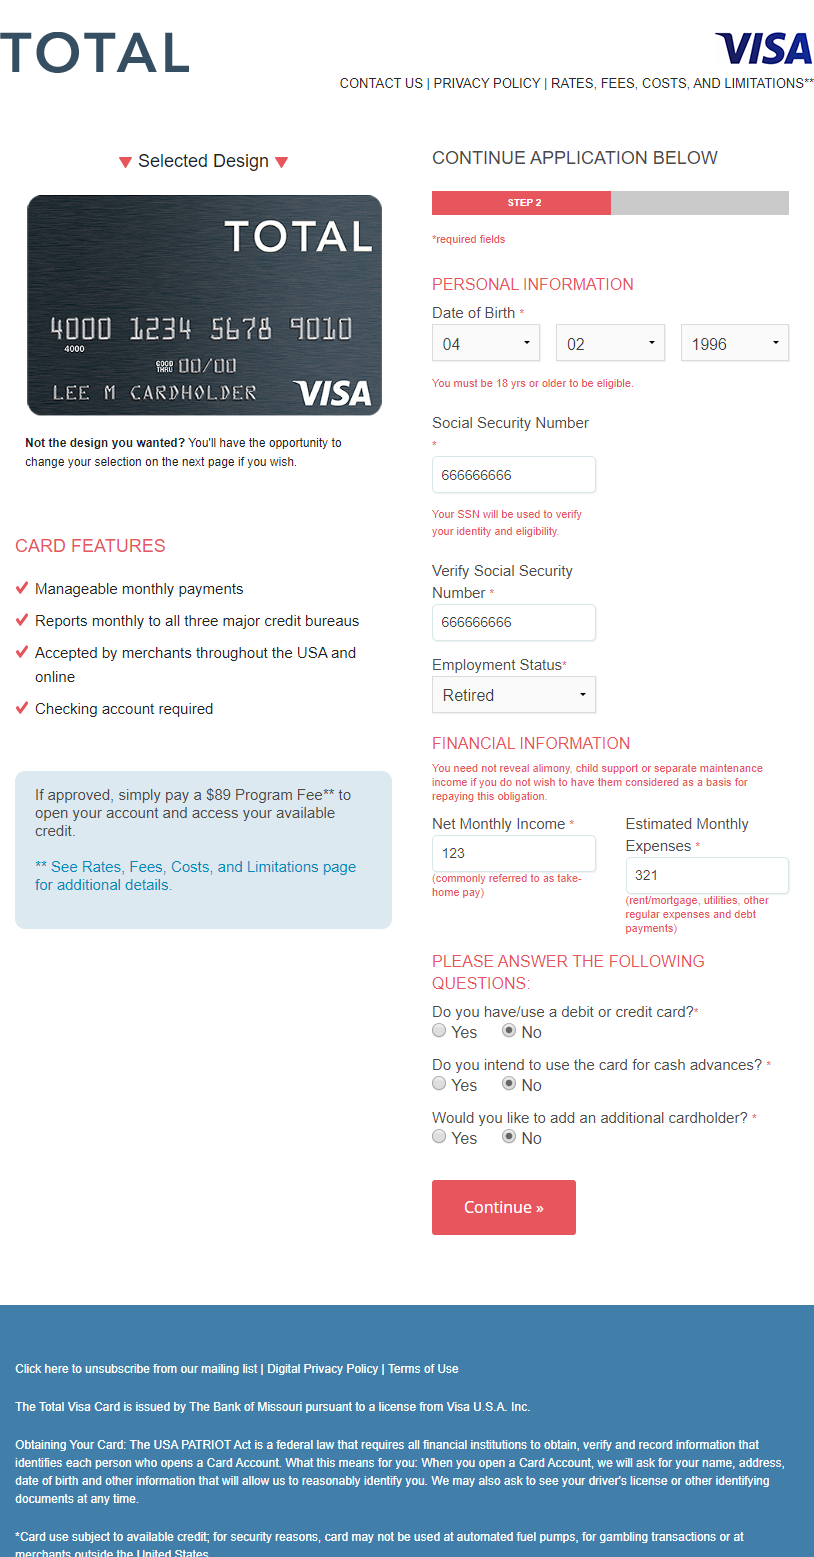 TOTAL
VISA
CONTACT US | PRIVACY POLICY | RATES, FEES, COSTS, AND LIMITATIONS**
Selected Design
TOTAL
4000 1234 5678 9010
4000
GOOD
THRU 00/00
LEE M CARDHOLDER
VISA
Not the design you wanted? You'll have the opportunity to
change your selection on the next page if you wish.
CARD FEATURES
Manageable monthly payments
Reports monthly to all three major credit bureaus
Accepted by merchants throughout the USA and
online
Checking account required
If approved, simply pay a $89 Program Fee** to
open your account and access your available
credit.
** See Rates, Fees, Costs, and Limitations page
for additional details.
CONTINUE APPLICATION BELOW
STEP 2
*required fields
PERSONAL INFORMATION
Date of Birth *
04 02 1996
You must be 18 yrs or older to be eligible.
Social Security Number
*
666666666
Your SSN will be used to verify
your identity and eligibility.
Verify Social Security
Number *
666666666
Employment Status*
Retired
FINANCIAL INFORMATION
You need not reveal alimony, child support or separate maintenance
income if you do not wish to have them considered as a basis for
repaying this obligation.
Net Monthly Income *
123
(commonly referred to as take-
home pay)
Estimated Monthly
Expenses *
321
(rent/mortgage, utilities, other
regular expenses and debt
payments)
PLEASE ANSWER THE FOLLOWING
QUESTIONS:
Do you have/use a debit or credit card?*
Yes No
Do you intend to use the card for cash advances? *
Yes No
Would you like to add an additional cardholder? *
Yes No
Continue »
Click here to unsubscribe from our mailing list | Digital Privacy Policy | Terms of Use
The Total Visa Card is issued by The Bank of Missouri pursuant to a license from Visa U.S.A. Inc.
Obtaining Your Card: The USA PATRIOT Act is a federal law that requires all financial institutions to obtain, verify and record information that
identifies each person who opens a Card Account. What this means for you: When you open a Card Account, we will ask for your name, address,
date of birth and other information that will allow us to reasonably identify you. We may also ask to see your driver's license or other identifying
documents at any time.
*Card use subject to available credit; for security reasons, card may not be used at automated fuel pumps, for gambling transactions or at
merchants outside the United States.